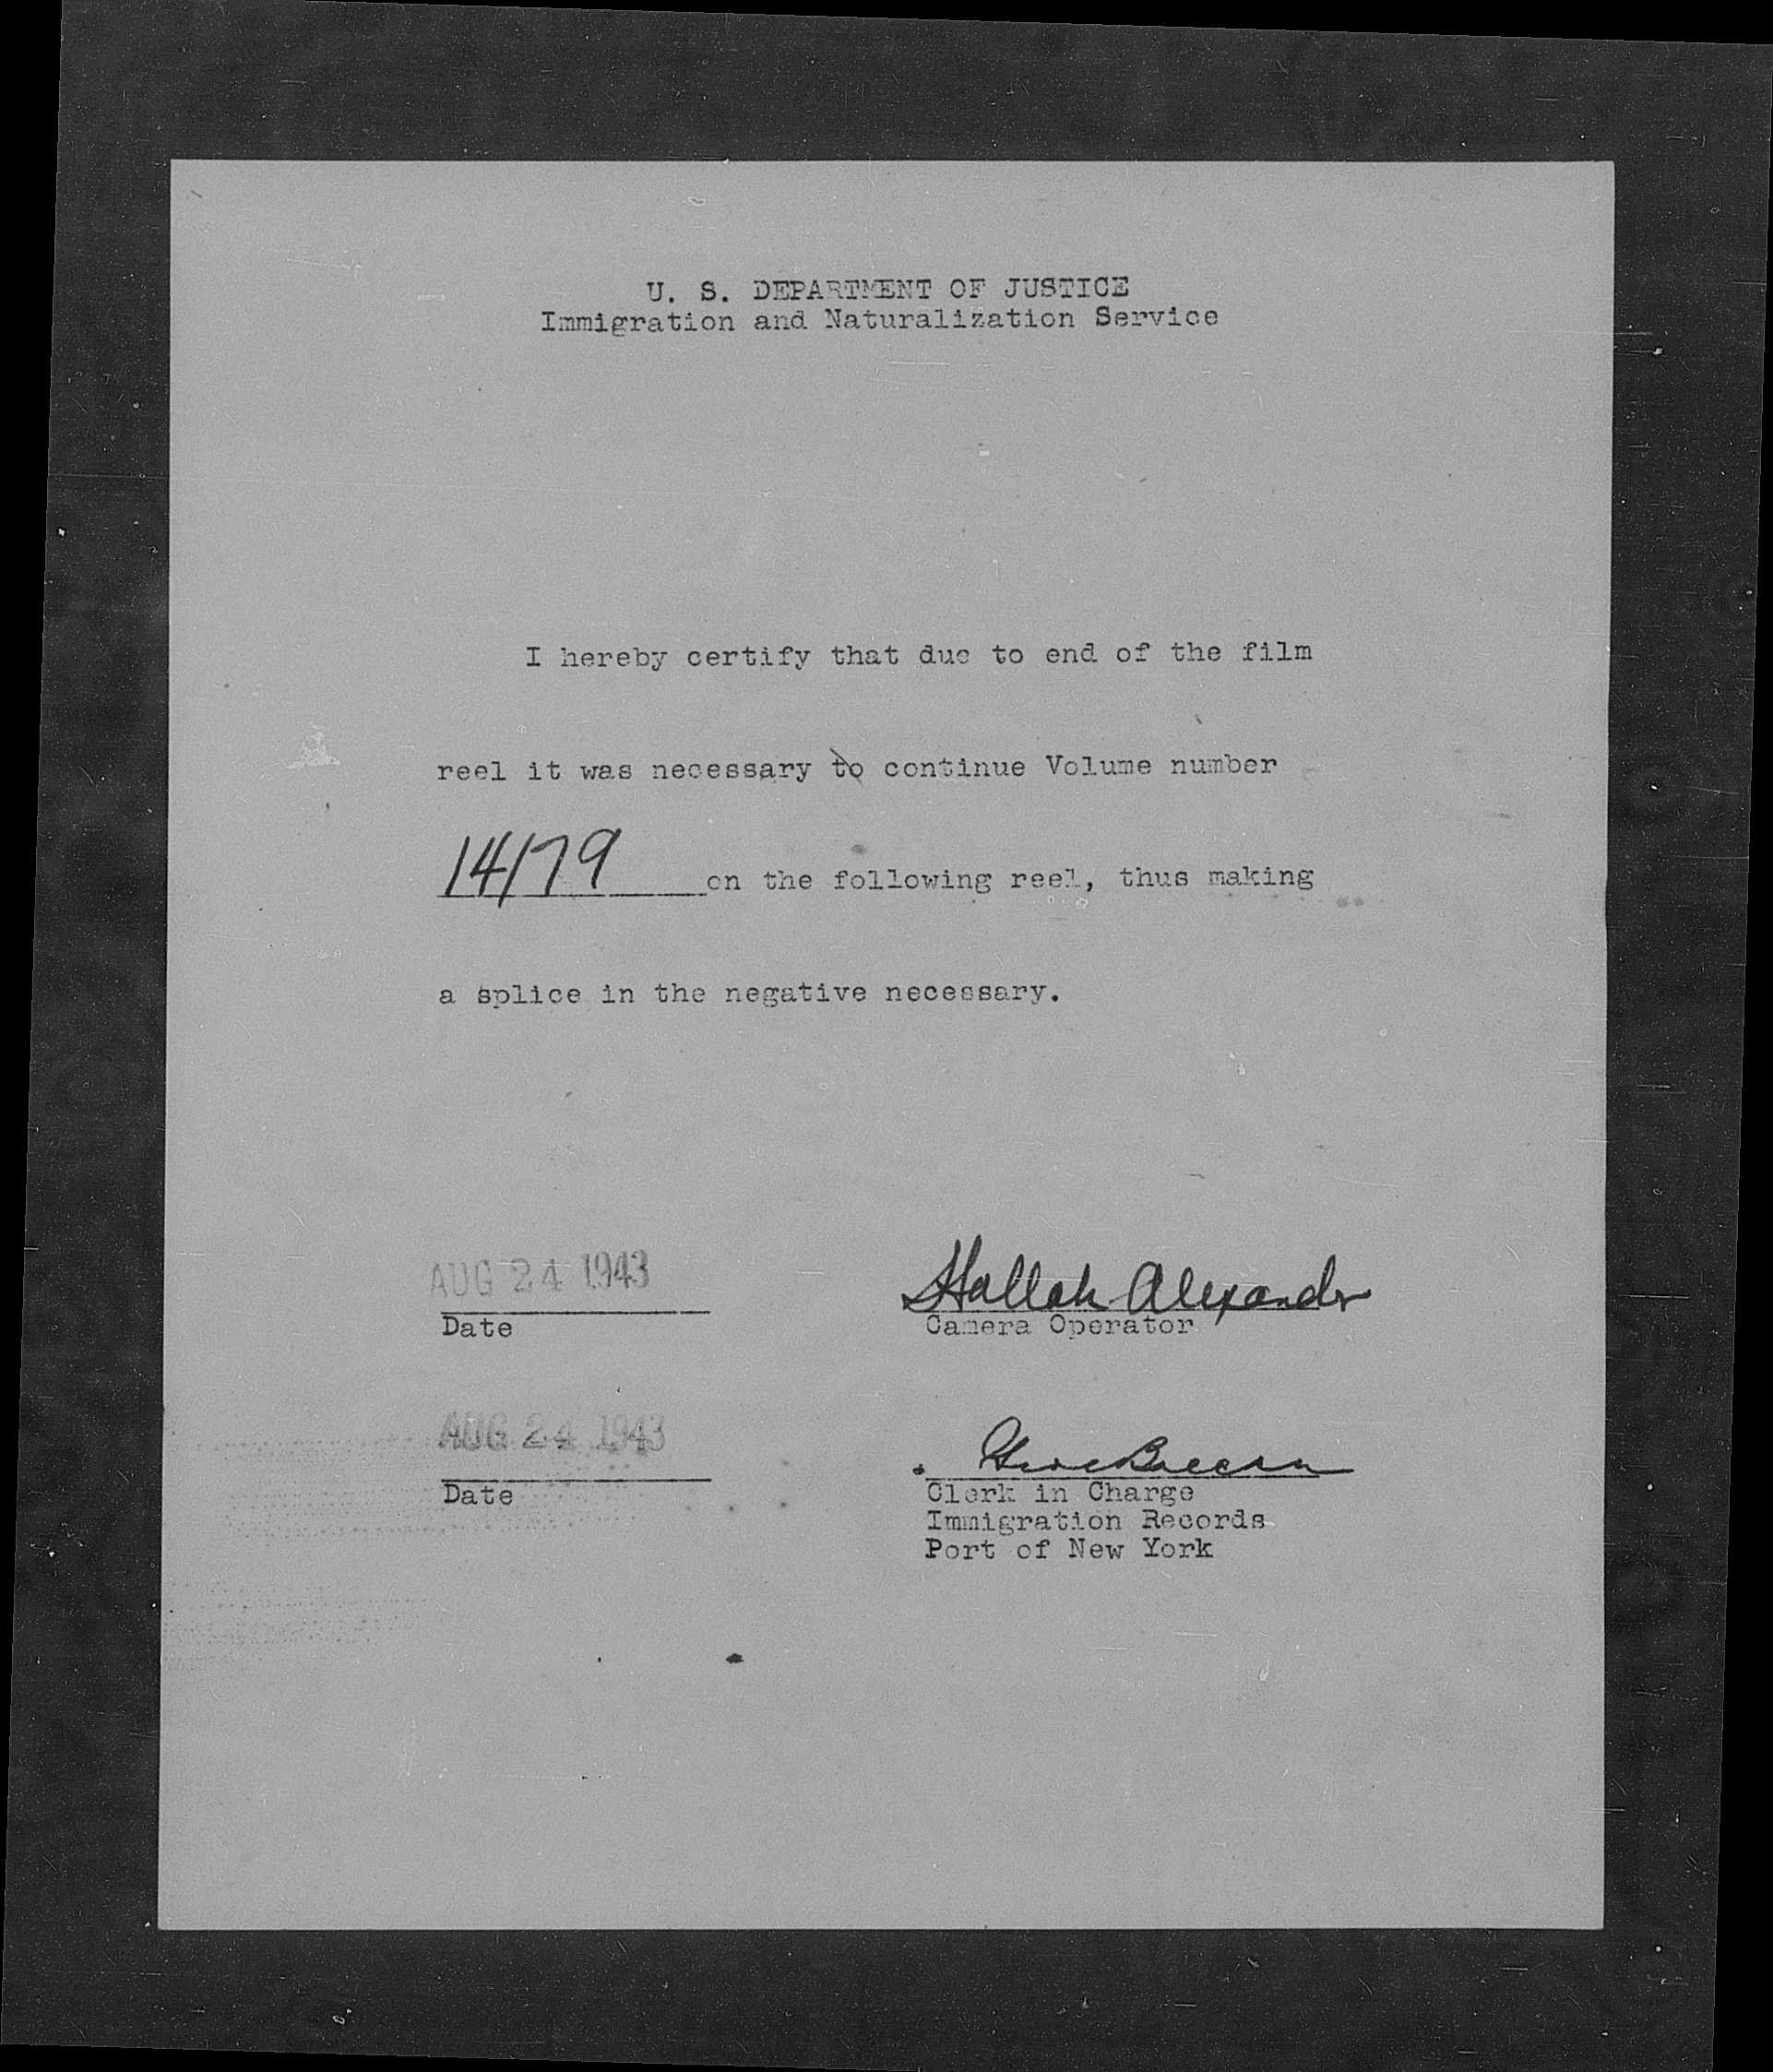 U. S. DEPARTMENT OF JUSTICE
Immigration and Naturalization Service
I hereby certify that due to end of the film
reel it was necessary to continue Volume number
14179 on the following reel, thus making
a splice in the negative necessary.
AUG 24 1943 Hallah Alexander
Date Camera Operator
AUG 24 1943
Date Clerk in Charge
Immigration Records
Port of New York